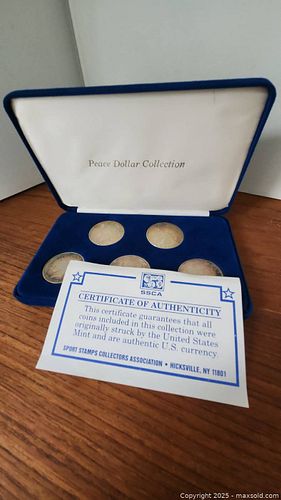 Peace Dollar Collection
SSCA
CERTIFICATE OF AUTHENTICITY
This certificate guarantees that all
coins included in this collection were
originally struck by the United States
Mint and are authentic U.S. currency.
SPORT STAMPS COLLECTORS ASSOCIATION • HICKSVILLE, NY 11801
Copyright © 2025 - www.maxsold.com